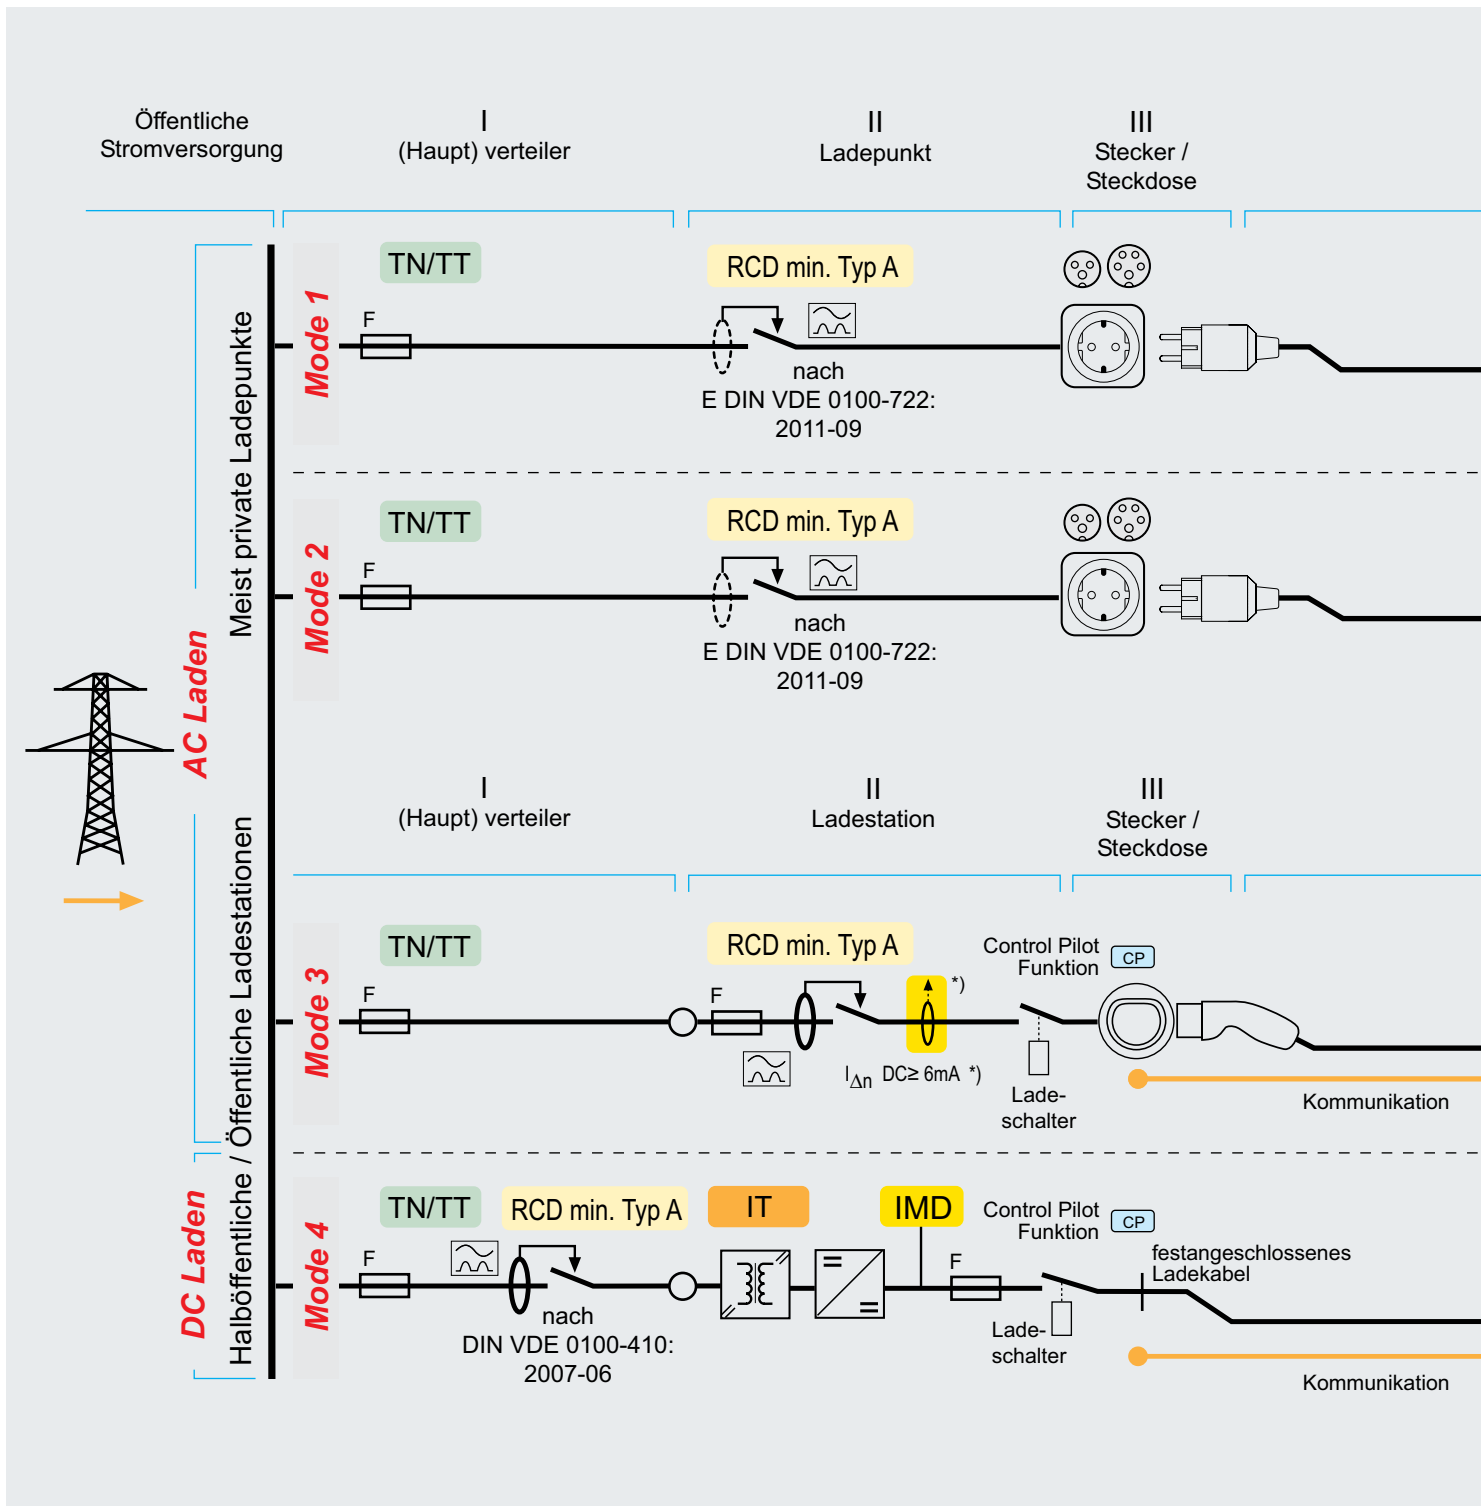 Öffentliche
Stromversorgung
I
(Haupt) verteiler
II
Ladepunkt
III
Stecker /
Steckdose
AC Laden
Meist private Ladepunkte
Mode 1
TN/TT
F
RCD min. Typ A
nach
E DIN VDE 0100-722:
2011-09
Mode 2
TN/TT
F
RCD min. Typ A
nach
E DIN VDE 0100-722:
2011-09
I
(Haupt) verteiler
II
Ladestation
III
Stecker /
Steckdose
Halböffentliche / Öffentliche Ladestationen
Mode 3
TN/TT
F
RCD min. Typ A
F
*)
I∆n DC≥ 6mA *)
Control Pilot
Funktion
CP
Lade-
schalter
Kommunikation
DC Laden
Mode 4
TN/TT
F
RCD min. Typ A
nach
DIN VDE 0100-410:
2007-06
IT
IMD
F
Control Pilot
Funktion
CP
festangeschlossenes
Ladekabel
Lade-
schalter
Kommunikation